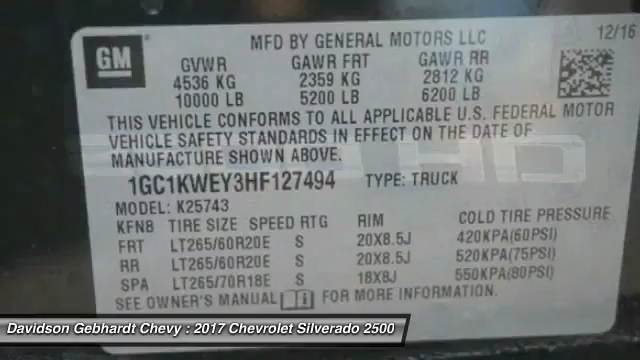 GM
MFD BY GENERAL MOTORS LLC
12/16
GVWR GAWR FRT GAWR RR
4536 KG 2359 KG 2812 KG
10000 LB 5200 LB 6200 LB
THIS VEHICLE CONFORMS TO ALL APPLICABLE U.S. FEDERAL MOTOR
VEHICLE SAFETY STANDARDS IN EFFECT ON THE DATE OF
MANUFACTURE SHOWN ABOVE.
1GC1KWEY3HF127494 TYPE: TRUCK
MODEL: K25743
KFNB TIRE SIZE SPEED RTG RIM COLD TIRE PRESSURE
FRT LT265/60R20E S 20X8.5J 420KPA(60PSI)
RR LT265/60R20E S 20X8.5J 520KPA(75PSI)
SPA LT265/70R18E S 18X8J 550KPA(80PSI)
SEE OWNER'S MANUAL FOR MORE INFORMATION.
Davidson Gebhardt Chevy : 2017 Chevrolet Silverado 2500